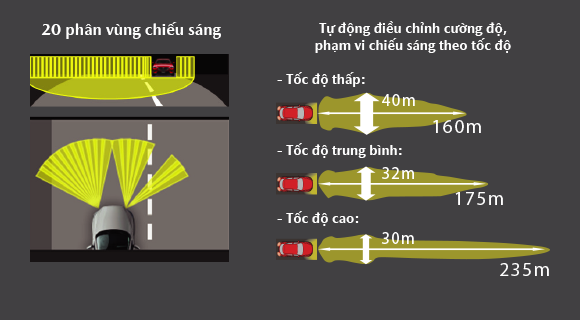 20 phân vùng chiếu sáng
Tự động điều chỉnh cường độ,
phạm vi chiếu sáng theo tốc độ
- Tốc độ thấp:
40m
160m
- Tốc độ trung bình:
32m
175m
- Tốc độ cao:
30m
235m